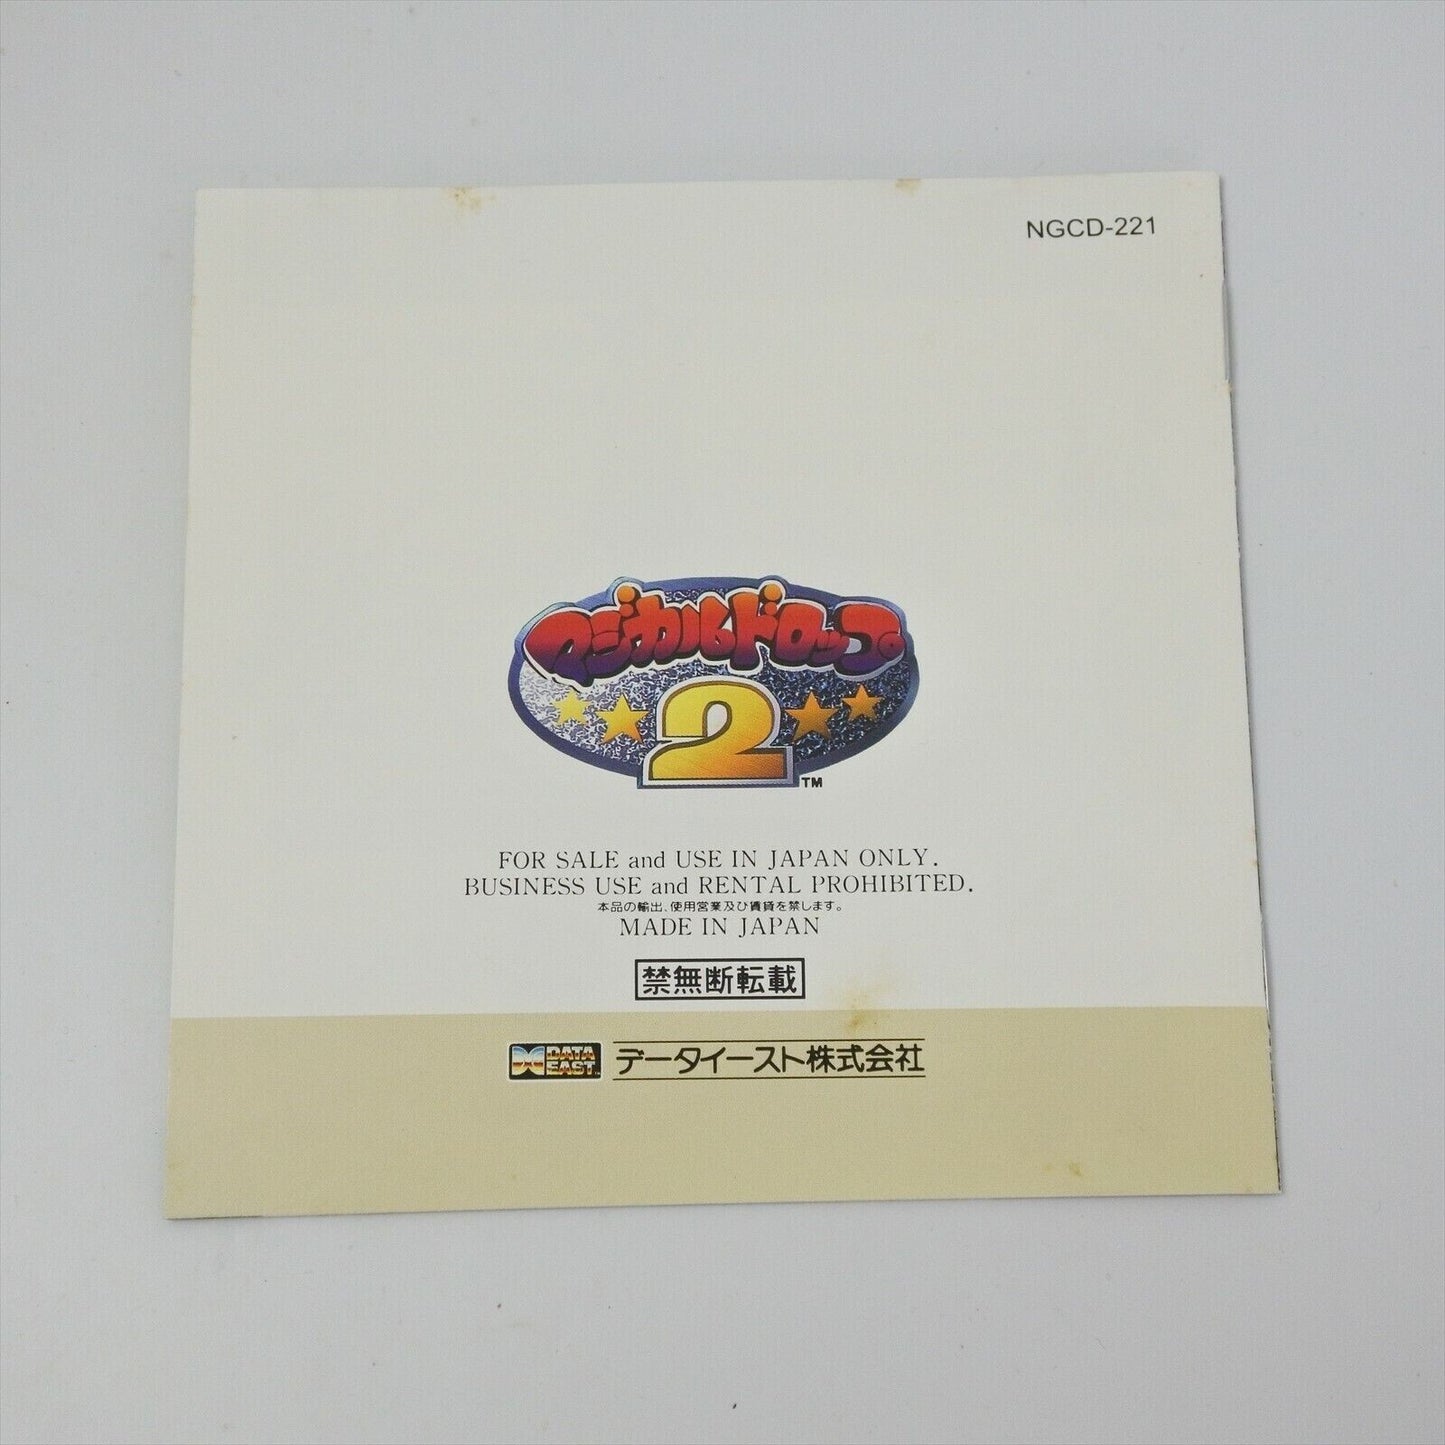 NGCD-221
マジカルドロップ
2
TM
FOR SALE and USE IN JAPAN ONLY.
BUSINESS USE and RENTAL PROHIBITED.
本品の輸出、使用営業及び賃貸を禁します。
MADE IN JAPAN
禁無断転載
DATA
EAST データイースト株式会社